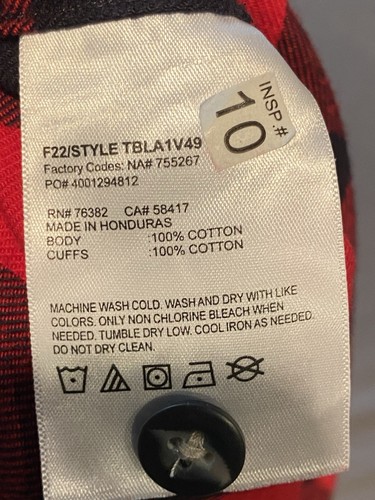 INSP.#
10
F22/STYLE TBLA1V49
Factory Codes: NA# 755267
PO# 4001294812
RN# 76382 CA# 58417
MADE IN HONDURAS
BODY :100% COTTON
CUFFS :100% COTTON
MACHINE WASH COLD. WASH AND DRY WITH LIKE
COLORS. ONLY NON CHLORINE BLEACH WHEN
NEEDED. TUMBLE DRY LOW. COOL IRON AS NEEDED.
DO NOT DRY CLEAN.